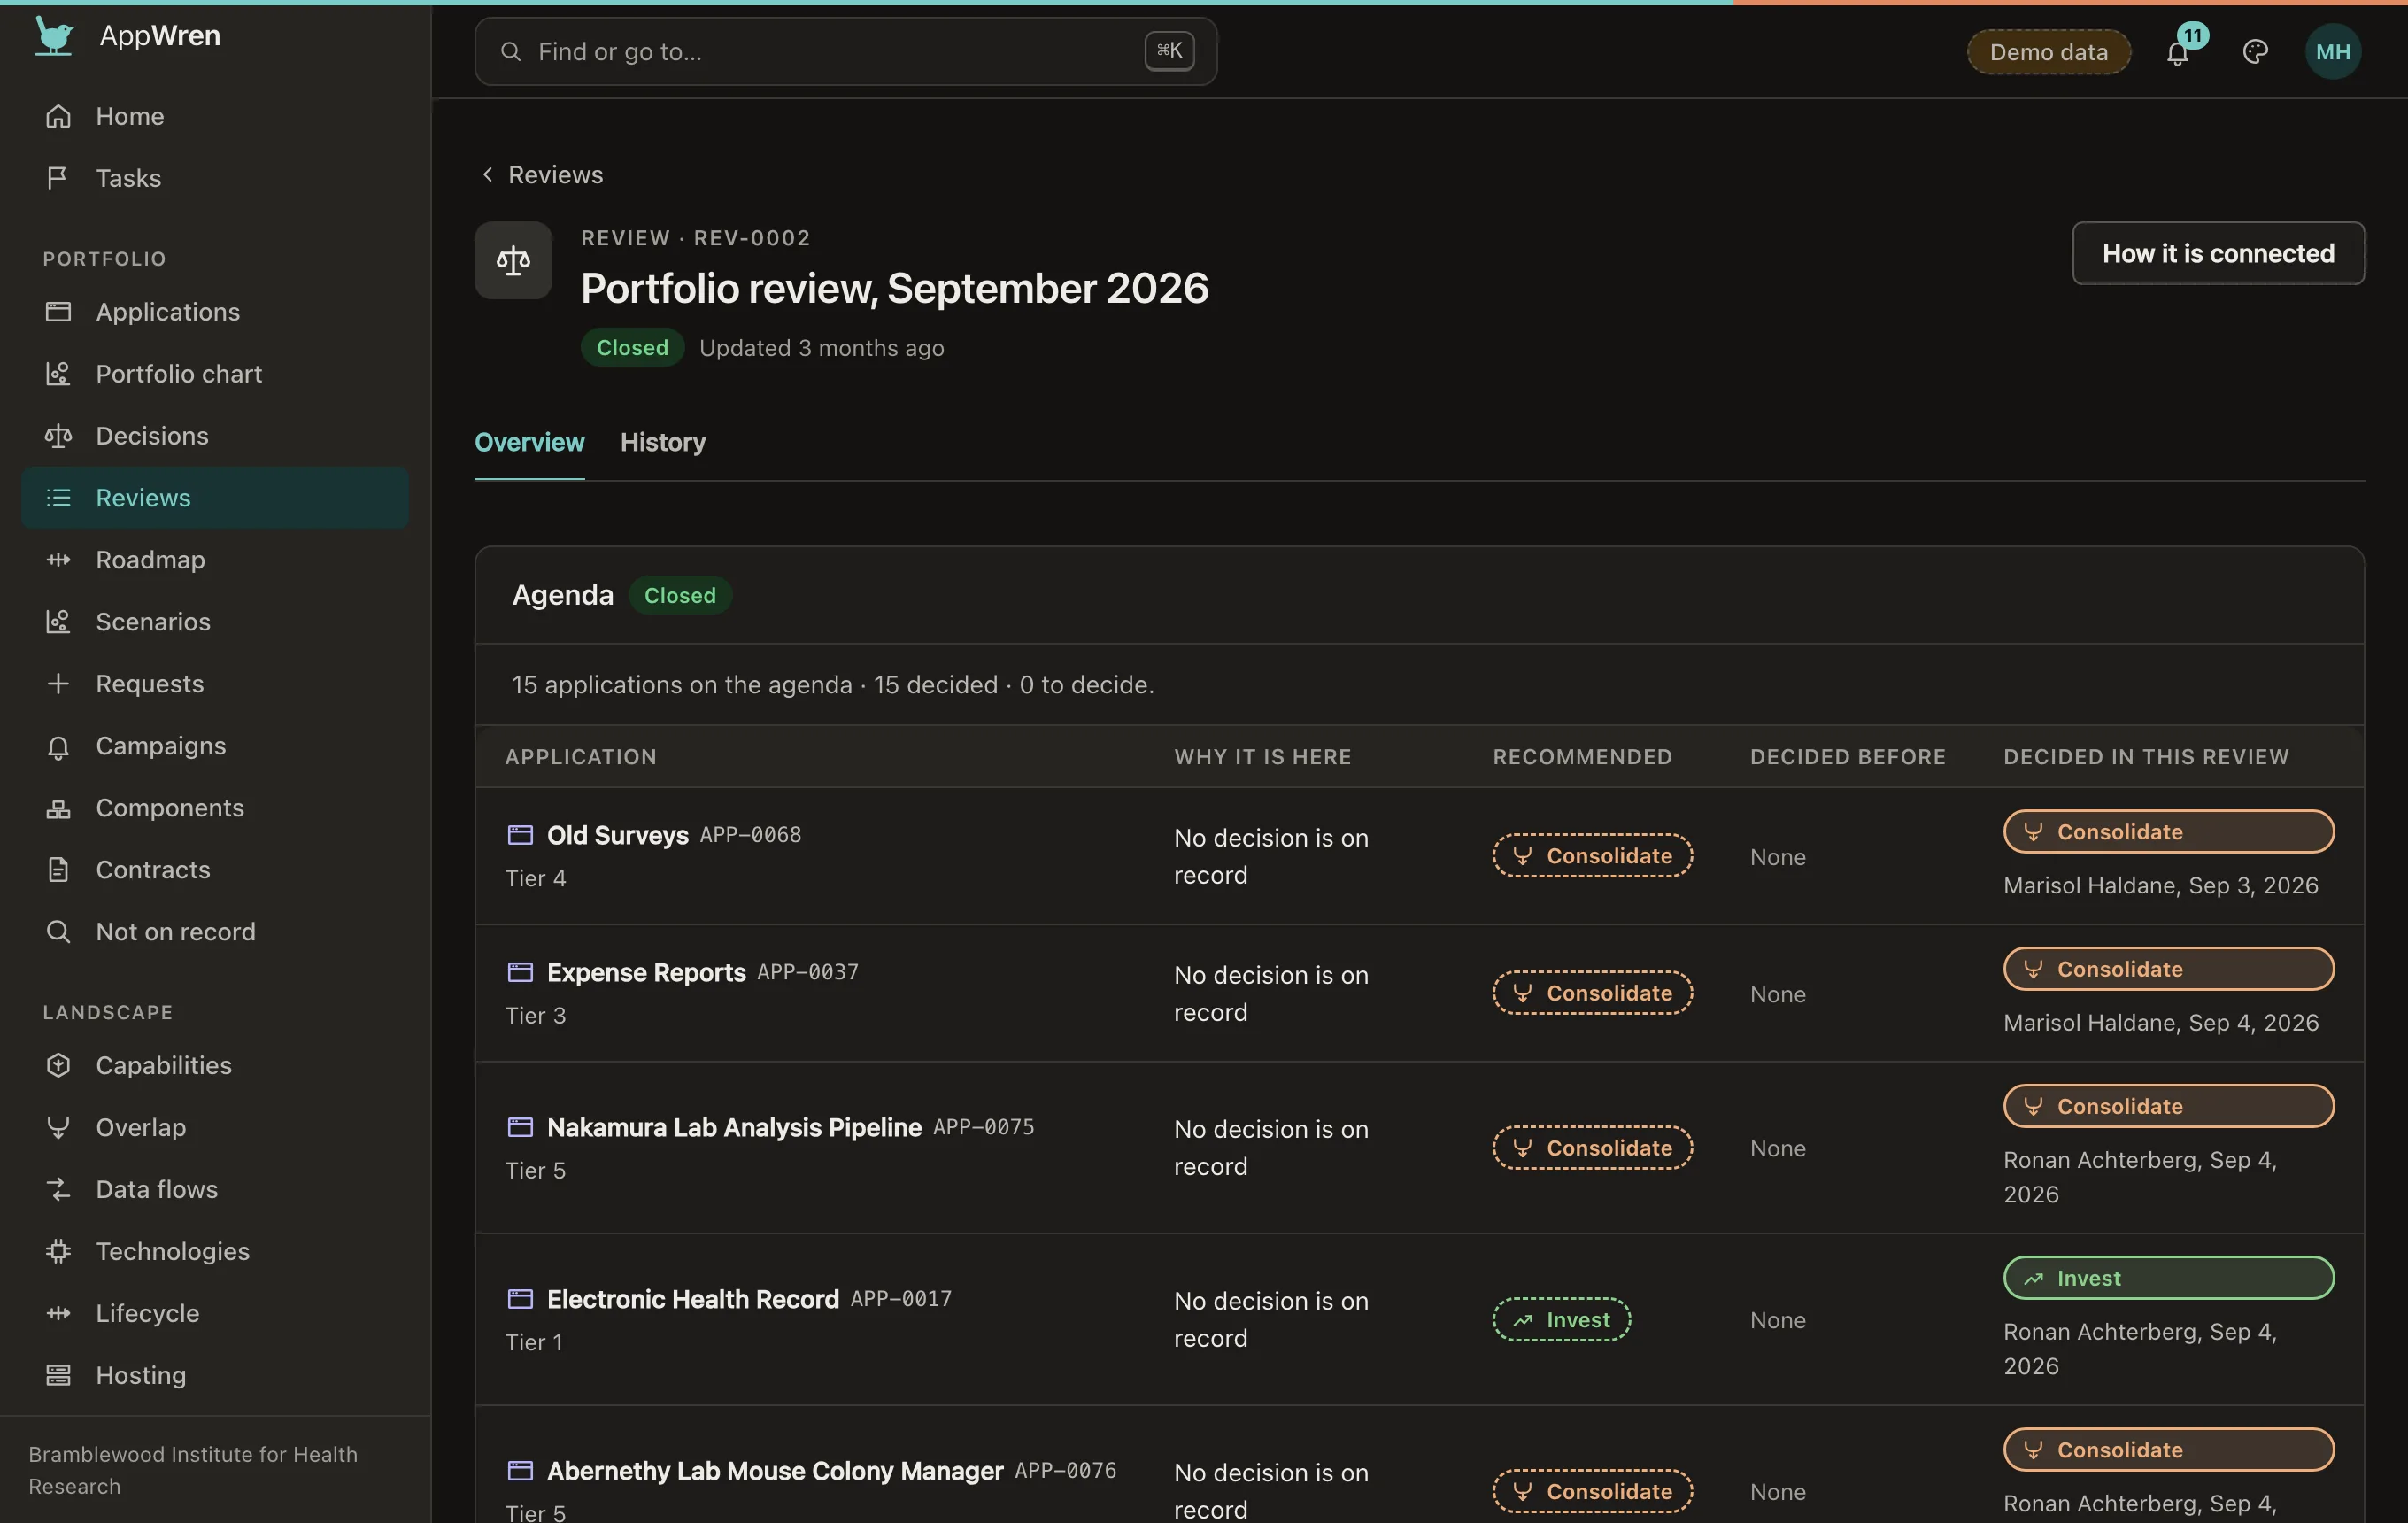 AppWren
Find or go to...
⌘K
Demo data
11
MH
Home
Tasks
PORTFOLIO
Applications
Portfolio chart
Decisions
Reviews
Roadmap
Scenarios
Requests
Campaigns
Components
Contracts
Not on record
LANDSCAPE
Capabilities
Overlap
Data flows
Technologies
Lifecycle
Hosting
Bramblewood Institute for Health
Research
Reviews
REVIEW · REV-0002
Portfolio review, September 2026
Closed Updated 3 months ago
How it is connected
Overview History
Agenda Closed
15 applications on the agenda · 15 decided · 0 to decide.
APPLICATION WHY IT IS HERE RECOMMENDED DECIDED BEFORE DECIDED IN THIS REVIEW
Old Surveys APP-0068
Tier 4
No decision is on
record
Consolidate
None
Consolidate
Marisol Haldane, Sep 3, 2026
Expense Reports APP-0037
Tier 3
No decision is on
record
Consolidate
None
Consolidate
Marisol Haldane, Sep 4, 2026
Nakamura Lab Analysis Pipeline APP-0075
Tier 5
No decision is on
record
Consolidate
None
Consolidate
Ronan Achterberg, Sep 4,
2026
Electronic Health Record APP-0017
Tier 1
No decision is on
record
Invest
None
Invest
Ronan Achterberg, Sep 4,
2026
Abernethy Lab Mouse Colony Manager APP-0076
Tier 5
No decision is on
record
Consolidate
None
Consolidate
Ronan Achterberg, Sep 4,